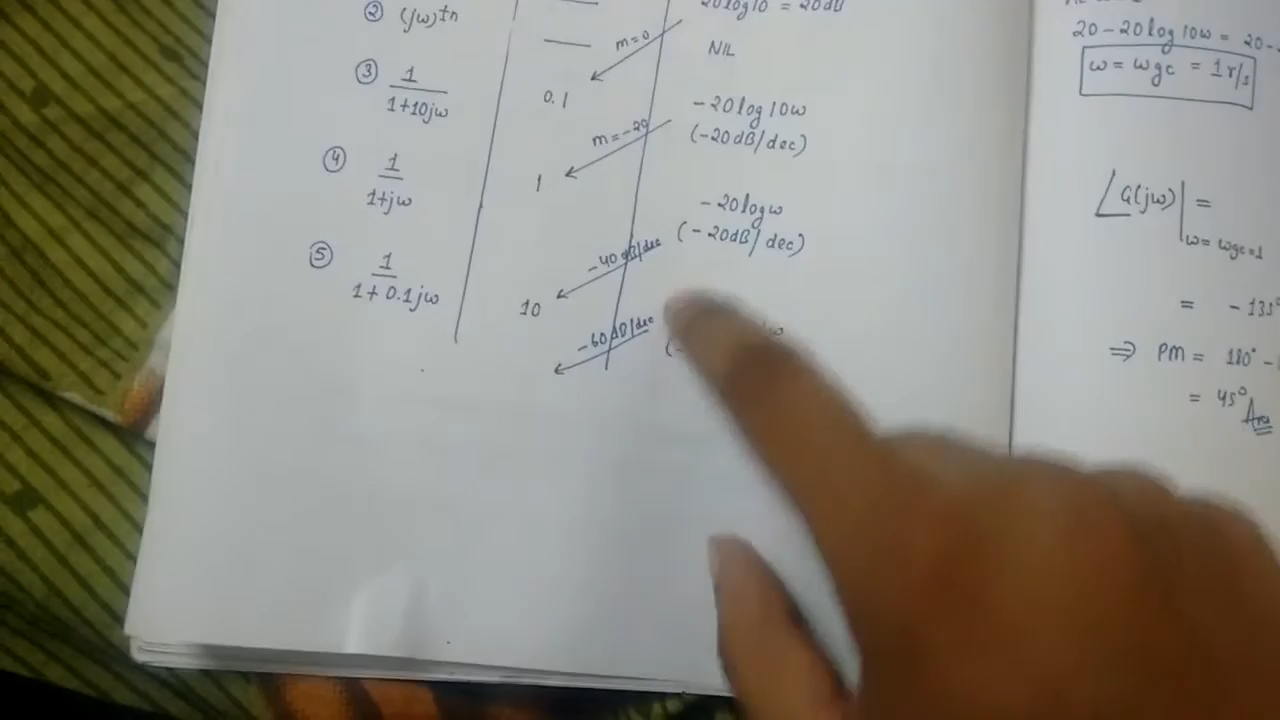 20log10 = 20dB
② (jω)^±n
—
NIL
m=0
③ 1
1+10jω
0.1
-20log10ω
(-20dB/dec)
m=-20
④ 1
1+jω
1
-20logω
(-20dB/dec)
-40dB/dec
⑤ 1
1+0.1jω
10
-60dB/dec
20-20log10ω = 20-
ω = ωgc = 1r/s
∠G(jω)| =
ω=ωgc=1
= -135°
⇒ PM = 180° -
= 45° Ans